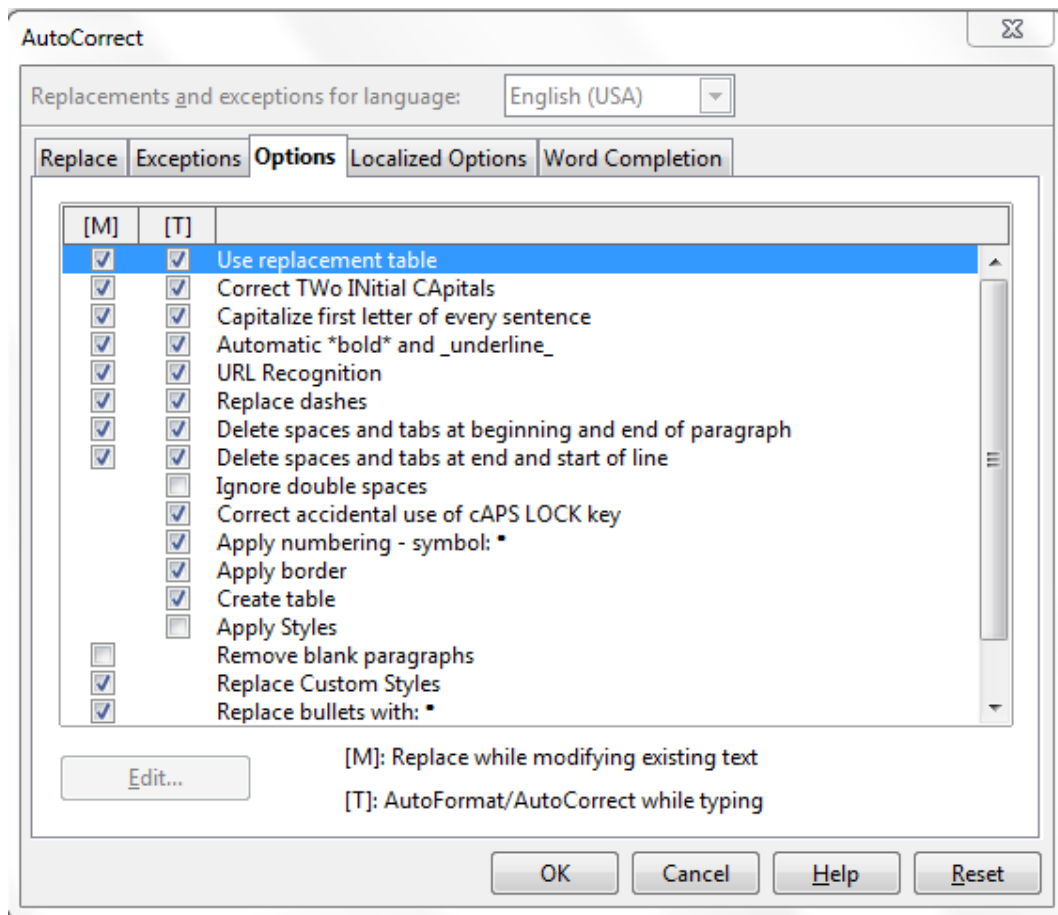 AutoCorrect
Replacements and exceptions for language: English (USA)
Replace Exceptions Options Localized Options Word Completion
[M] [T]
Use replacement table
Correct TWo INitial CApitals
Capitalize first letter of every sentence
Automatic *bold* and _underline_
URL Recognition
Replace dashes
Delete spaces and tabs at beginning and end of paragraph
Delete spaces and tabs at end and start of line
Ignore double spaces
Correct accidental use of cAPS LOCK key
Apply numbering - symbol: •
Apply border
Create table
Apply Styles
Remove blank paragraphs
Replace Custom Styles
Replace bullets with: •
[M]: Replace while modifying existing text
Edit...
[T]: AutoFormat/AutoCorrect while typing
OK Cancel Help Reset